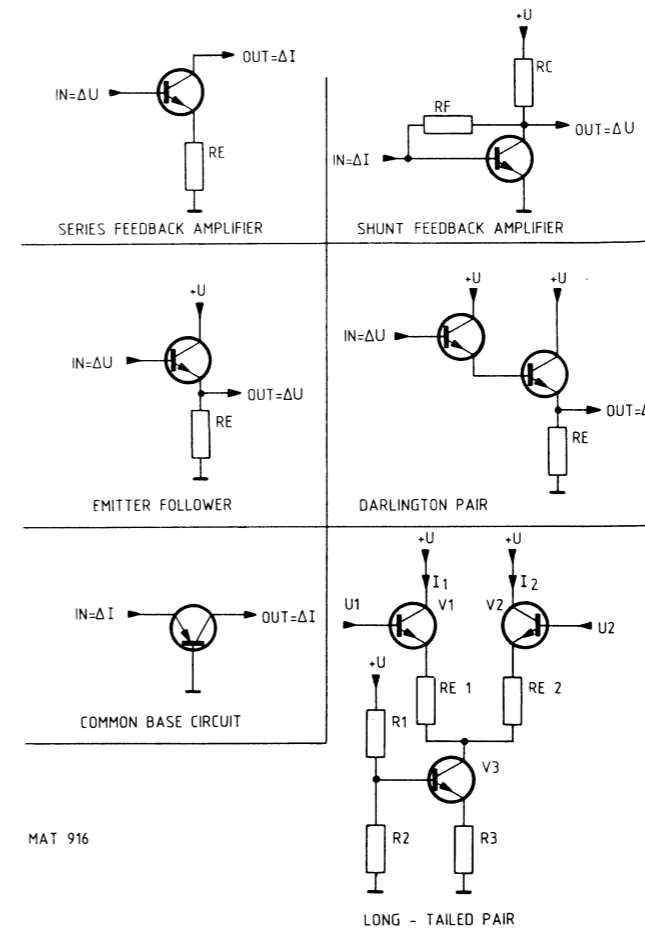 OUT=ΔI
IN=ΔU
RE
SERIES FEEDBACK AMPLIFIER
+U
RC
RF
OUT=ΔU
IN=ΔI
SHUNT FEEDBACK AMPLIFIER
+U
IN=ΔU
OUT=ΔU
RE
EMITTER FOLLOWER
+U
+U
IN=ΔU
OUT=Δ
RE
DARLINGTON PAIR
IN=ΔI
OUT=ΔI
COMMON BASE CIRCUIT
+U
+U
I1
I2
U1
V1
V2
U2
+U
RE 1
RE 2
R1
V3
R2
R3
LONG - TAILED PAIR
MAT 916